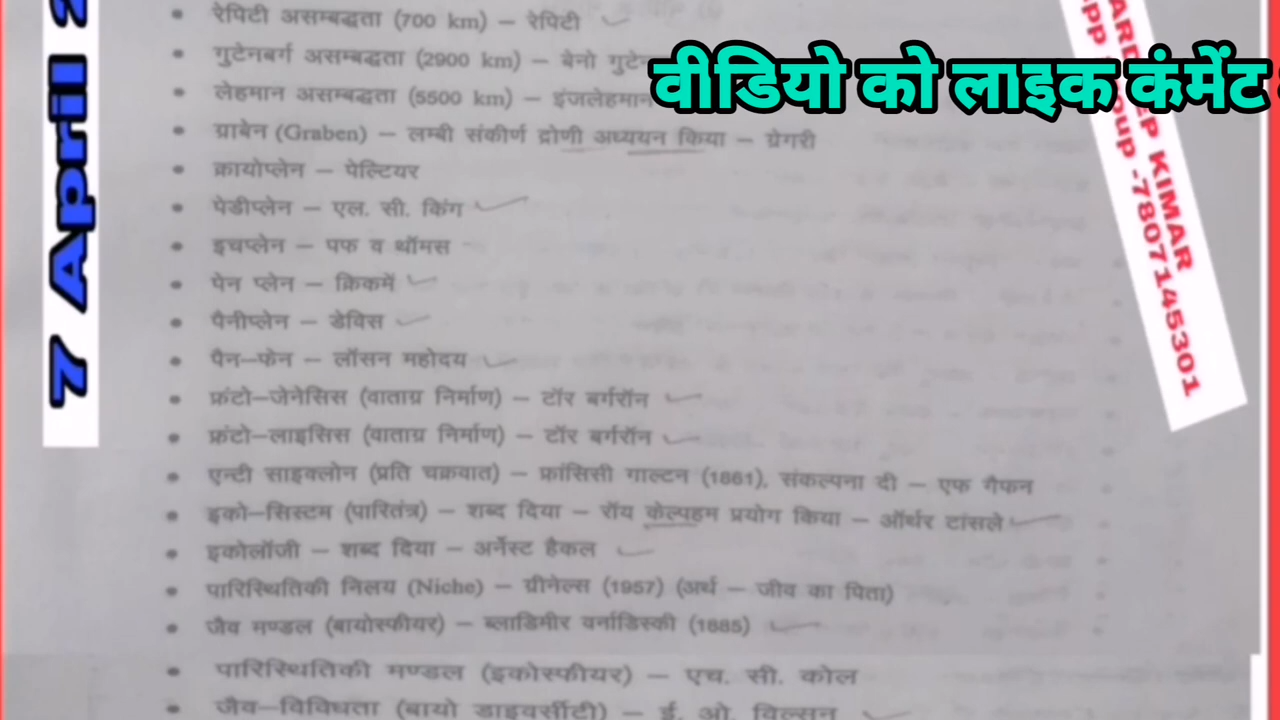 रेपिटी असम्बद्धता (700 km) – रेपिटी
गुटेनबर्ग असम्बद्धता (2900 km) – बेनो
लेहमान असम्बद्धता (5500 km) – इंजलेहमान
ग्राबेन (Graben) – लम्बी संकीर्ण द्रोणी अध्ययन किया – ग्रेगरी
क्रायोप्लेन – पेल्टियर
पेडीप्लेन – एल. सी. किंग
इचप्लेन – पफ व थॉमस
पेन प्लेन – क्रिकमें
पैनीप्लेन – डेविस
पैन–फेन – लॉसन महोदय
फ्रंटो–जेनेसिस (वाताग्र निर्माण) – टॉर बर्गरॉन
फ्रंटो–लाइसिस (वाताग्र निर्माण) – टॉर बर्गरॉन
एन्टी साइक्लोन (प्रति चक्रवात) – फ्रांसिसी गाल्टन (1861), संकल्पना दी – एफ गैफन
इको–सिस्टम (पारितंत्र) – शब्द दिया – रॉय केल्पहम प्रयोग किया – ऑर्थर टांसले
इकोलॉजी – शब्द दिया – अर्नेस्ट हैकल
पारिस्थितिकी निलय (Niche) – ग्रीनेल्स (1957) (अर्थ – जीव का पिता)
जैव मण्डल (बायोस्फीयर) – ब्लाडिमीर वर्नाडिस्की (1885)
पारिस्थितिकी मण्डल (इकोस्फीयर) – एच. सी. कोल
जैव–विविधता (बायो डाइवर्सीटी) – ई. ओ. विल्सन
वीडियो को लाइक कंमेंट
7 April
KIMAR
-7807145301